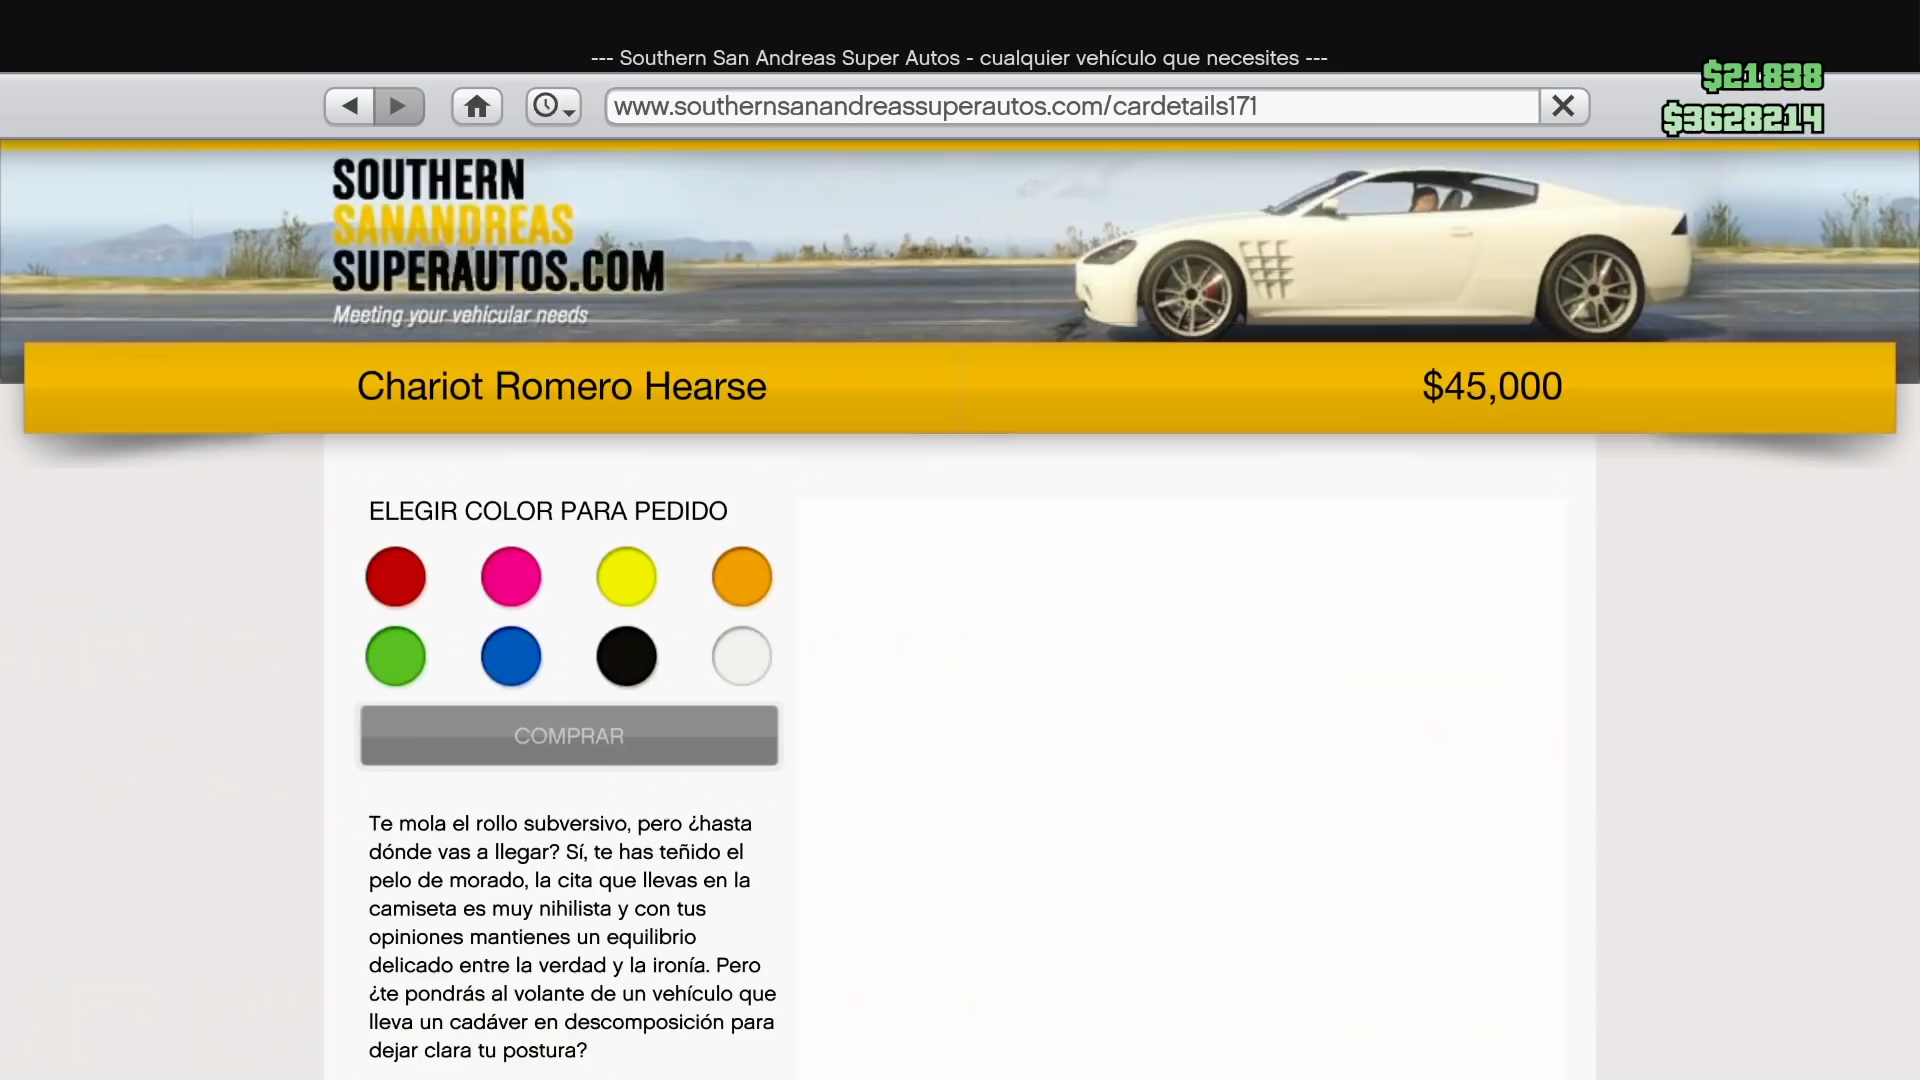 --- Southern San Andreas Super Autos - cualquier vehículo que necesites ---
$21838
www.southernsanandreassuperautos.com/cardetails171
$3628214
SOUTHERN
SANANDREAS
SUPERAUTOS.COM
Meeting your vehicular needs
Chariot Romero Hearse
$45,000
ELEGIR COLOR PARA PEDIDO
COMPRAR
Te mola el rollo subversivo, pero ¿hasta
dónde vas a llegar? Sí, te has teñido el
pelo de morado, la cita que llevas en la
camiseta es muy nihilista y con tus
opiniones mantienes un equilibrio
delicado entre la verdad y la ironía. Pero
¿te pondrás al volante de un vehículo que
lleva un cadáver en descomposición para
dejar clara tu postura?